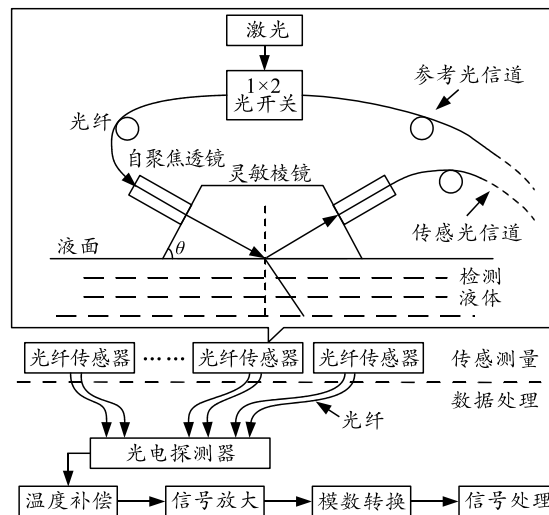 激光
1×2
光开关
参考光信道
光纤
自聚焦透镜
灵敏棱镜
传感光信道
液面
θ
检测
液体
光纤传感器
……
光纤传感器
光纤传感器
传感测量
数据处理
光纤
光电探测器
温度补偿
信号放大
模数转换
信号处理